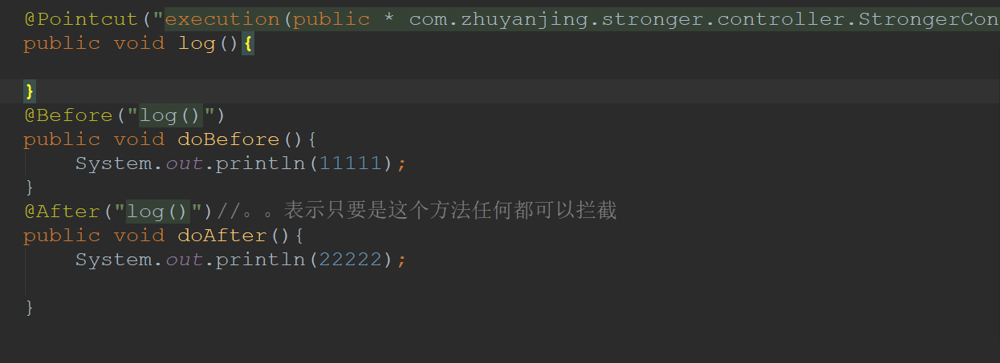 @Pointcut("execution(public * com.zhuyanjing.stronger.controller.StrongerCon
public void log(){
}
@Before("log()")
public void doBefore(){
System.out.println(11111);
}
@After("log()")//。。表示只要是这个方法任何都可以拦截
public void doAfter(){
System.out.println(22222);
}